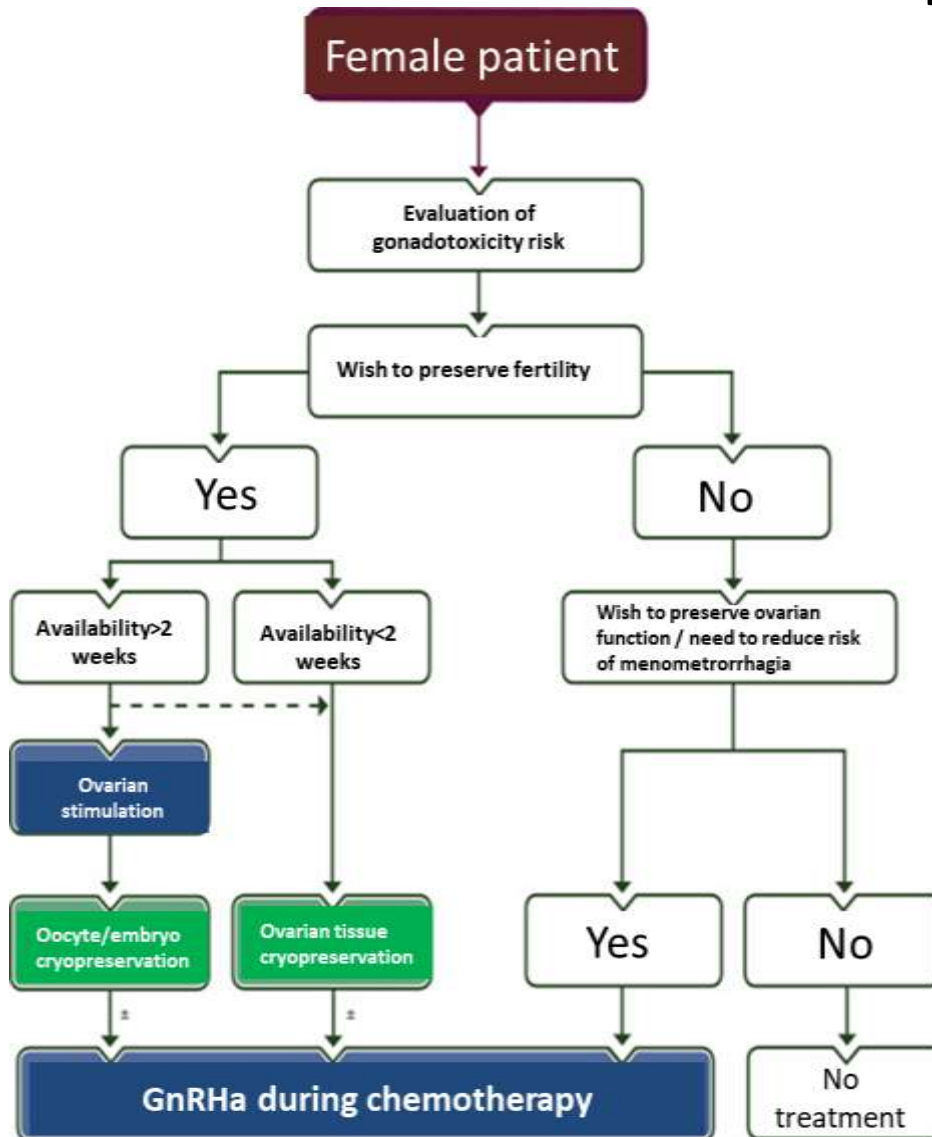 Female patient
Evaluation of
gonadotoxicity risk
Wish to preserve fertility
Yes
No
Availability>2
weeks
Availability<2
weeks
Wish to preserve ovarian
function / need to reduce risk
of menometrorrhagia
Ovarian
stimulation
Oocyte/embryo
cryopreservation
Ovarian tissue
cryopreservation
Yes
No
±
±
GnRHa during chemotherapy
No
treatment